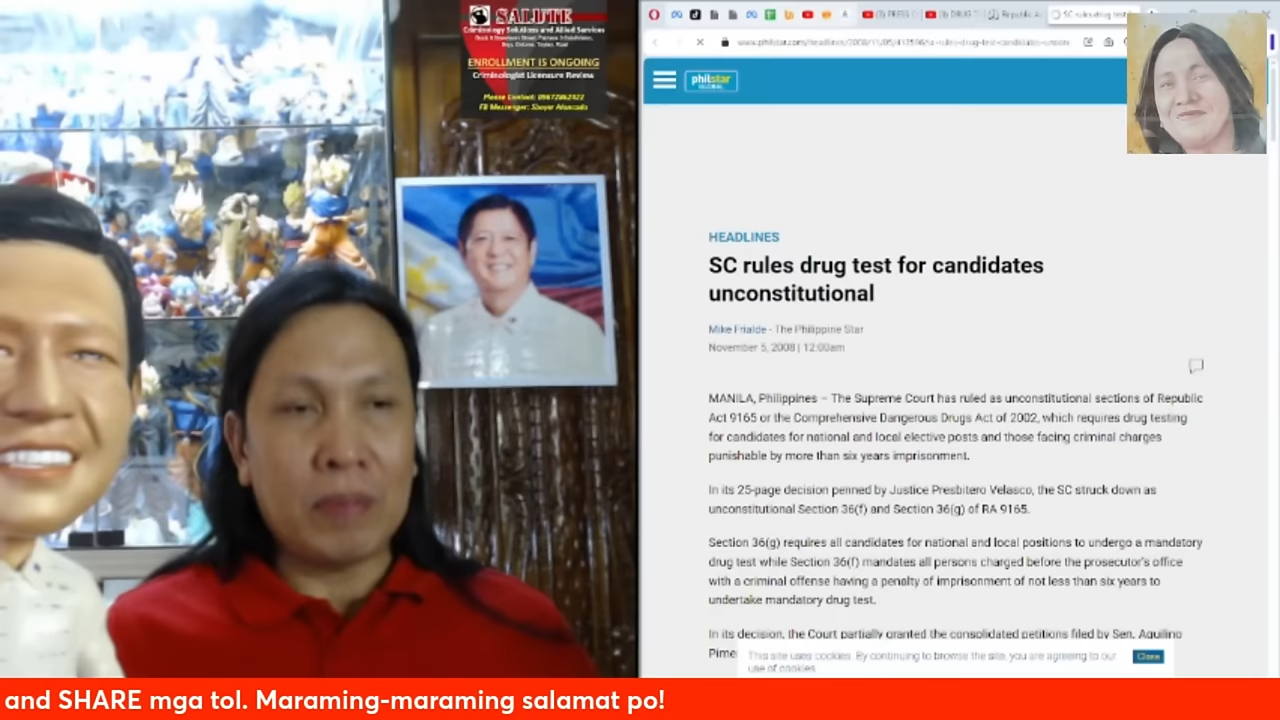 SALUTE
Criminology Solutions and Allied Services
ENROLLMENT IS ONGOING
Criminologist Licensure Review
Please Contact: 09672862422
FB Messenger:
philstar
GLOBAL
HEADLINES
SC rules drug test for candidates
unconstitutional
Mike Frialde - The Philippine Star
November 5, 2008 | 12:00am
MANILA, Philippines – The Supreme Court has ruled as unconstitutional sections of Republic
Act 9165 or the Comprehensive Dangerous Drugs Act of 2002, which requires drug testing
for candidates for national and local elective posts and those facing criminal charges
punishable by more than six years imprisonment.
In its 25-page decision penned by Justice Presbitero Velasco, the SC struck down as
unconstitutional Section 36(f) and Section 36(g) of RA 9165.
Section 36(g) requires all candidates for national and local positions to undergo a mandatory
drug test while Section 36(f) mandates all persons charged before the prosecutor's office
with a criminal offense having a penalty of imprisonment of not less than six years to
undertake mandatory drug test.
In its decision, the Court partially granted the consolidated petitions filed by Sen. Aquilino
Pime
This site uses cookies. By continuing to browse the site, you are agreeing to our
use of cookies.
Close
and SHARE mga tol. Maraming-maraming salamat po!